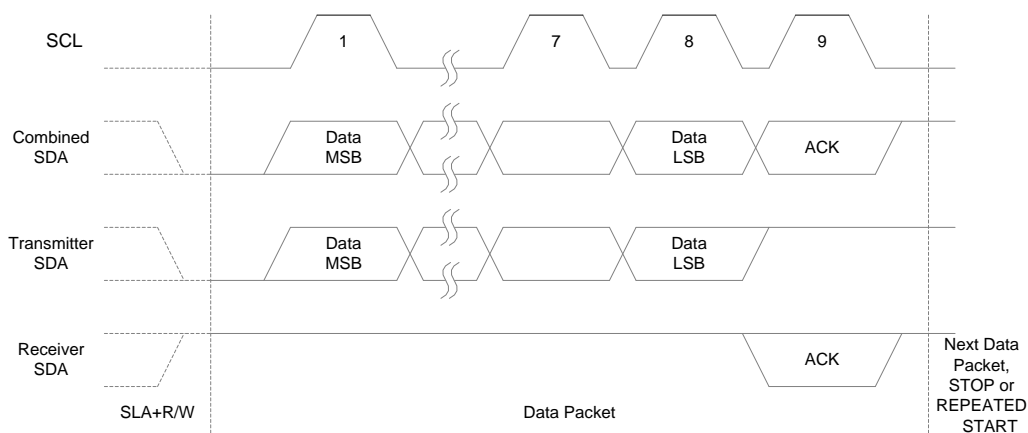 SCL
1
7
8
9
Combined
SDA
Data
MSB
Data
LSB
ACK
Transmitter
SDA
Data
MSB
Data
LSB
Receiver
SDA
ACK
SLA+R/W
Data Packet
Next Data
Packet,
STOP or
REPEATED
START